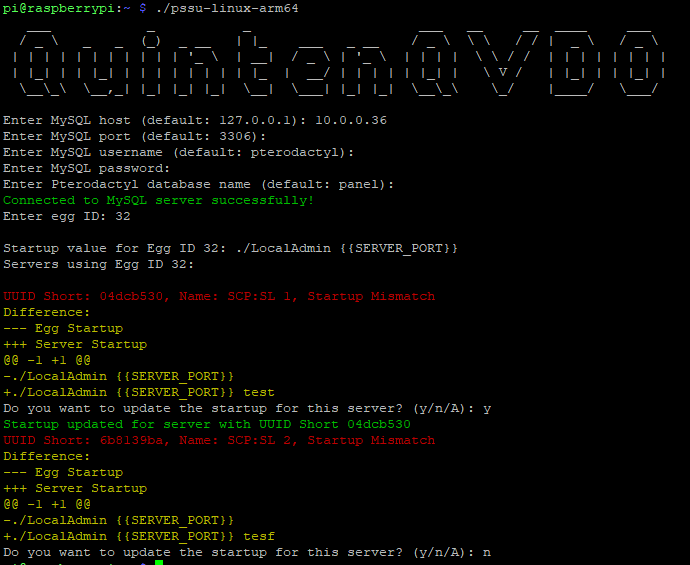 pi@raspberrypi:~ $ ./pssu-linux-arm64
QuintenQVD0
Enter MySQL host (default: 127.0.0.1): 10.0.0.36
Enter MySQL port (default: 3306):
Enter MySQL username (default: pterodactyl):
Enter MySQL password:
Enter Pterodactyl database name (default: panel):
Connected to MySQL server successfully!
Enter egg ID: 32
Startup value for Egg ID 32: ./LocalAdmin {{SERVER_PORT}}
Servers using Egg ID 32:
UUID Short: 04dcb530, Name: SCP:SL 1, Startup Mismatch
Difference:
--- Egg Startup
+++ Server Startup
@@ -1 +1 @@
-./LocalAdmin {{SERVER_PORT}}
+./LocalAdmin {{SERVER_PORT}} test
Do you want to update the startup for this server? (y/n/A): y
Startup updated for server with UUID Short 04dcb530
UUID Short: 6b8139ba, Name: SCP:SL 2, Startup Mismatch
Difference:
--- Egg Startup
+++ Server Startup
@@ -1 +1 @@
-./LocalAdmin {{SERVER_PORT}}
+./LocalAdmin {{SERVER_PORT}} tesf
Do you want to update the startup for this server? (y/n/A): n